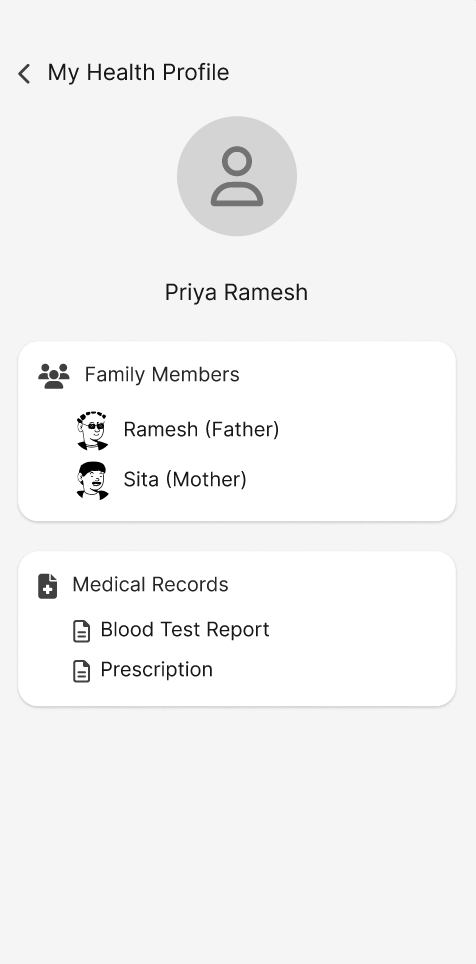 My Health Profile
Priya Ramesh
Family Members
Ramesh (Father)
Sita (Mother)
Medical Records
Blood Test Report
Prescription